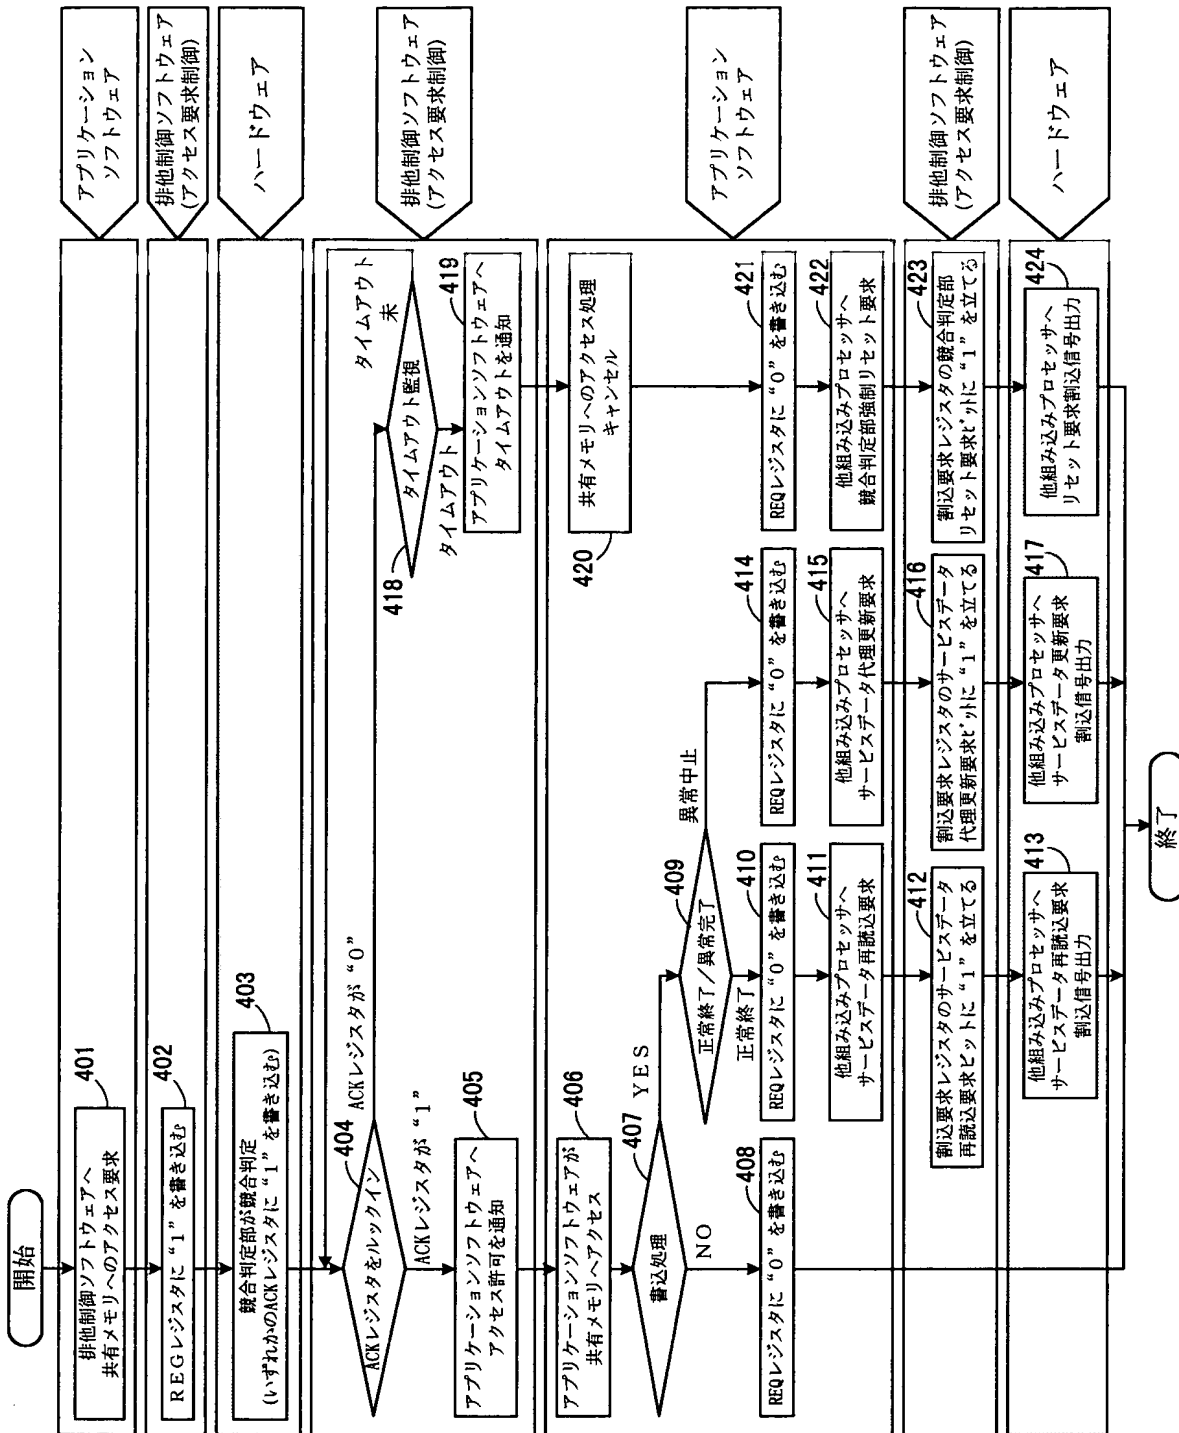 開始
排他制御ソフトウェアへ
共有メモリへのアクセス要求
401
アプリケーション
ソフトウェア
REGレジスタに“1”を書き込む
402
排他制御ソフトウェア
(アクセス要求制御)
競合判定部が競合判定
(いずれかのACKレジスタに“1”を書き込む)
403
ハードウェア
ACKレジスタをルックイン
404
ACKレジスタが“0”
ACKレジスタが“1”
タイムアウト監視
418
タイムアウト
未
タイムアウト
アプリケーションソフトウェアへ
アクセス許可を通知
405
アプリケーションソフトウェアへ
タイムアウトを通知
419
排他制御ソフトウェア
(アクセス要求制御)
アプリケーションソフトウェアが
共有メモリへアクセス
406
共有メモリへのアクセス処理
キャンセル
420
書込処理
407
YES
NO
正常終了/異常完了
409
正常終了
異常中止
REQレジスタに“0”を書き込む
408
REQレジスタに“0”を書き込む
410
REQレジスタに“0”を書き込む
414
REQレジスタに“0”を書き込む
421
他組み込みプロセッサへ
サービスデータ再読込要求
411
他組み込みプロセッサへ
サービスデータ代理更新要求
415
他組み込みプロセッサへ
競合判定部強制リセット要求
422
アプリケーション
ソフトウェア
割込要求レジスタのサービスデータ
再読込要求ビットに“1”を立てる
412
割込要求レジスタのサービスデータ
代理更新要求ビットに“1”を立てる
416
割込要求レジスタの競合判定部
リセット要求ビットに“1”を立てる
423
排他制御ソフトウェア
(アクセス要求制御)
他組み込みプロセッサへ
サービスデータ再読込要求
割込信号出力
413
他組み込みプロセッサへ
サービスデータ更新要求
割込信号出力
417
他組み込みプロセッサへ
リセット要求割込信号出力
424
ハードウェア
終了